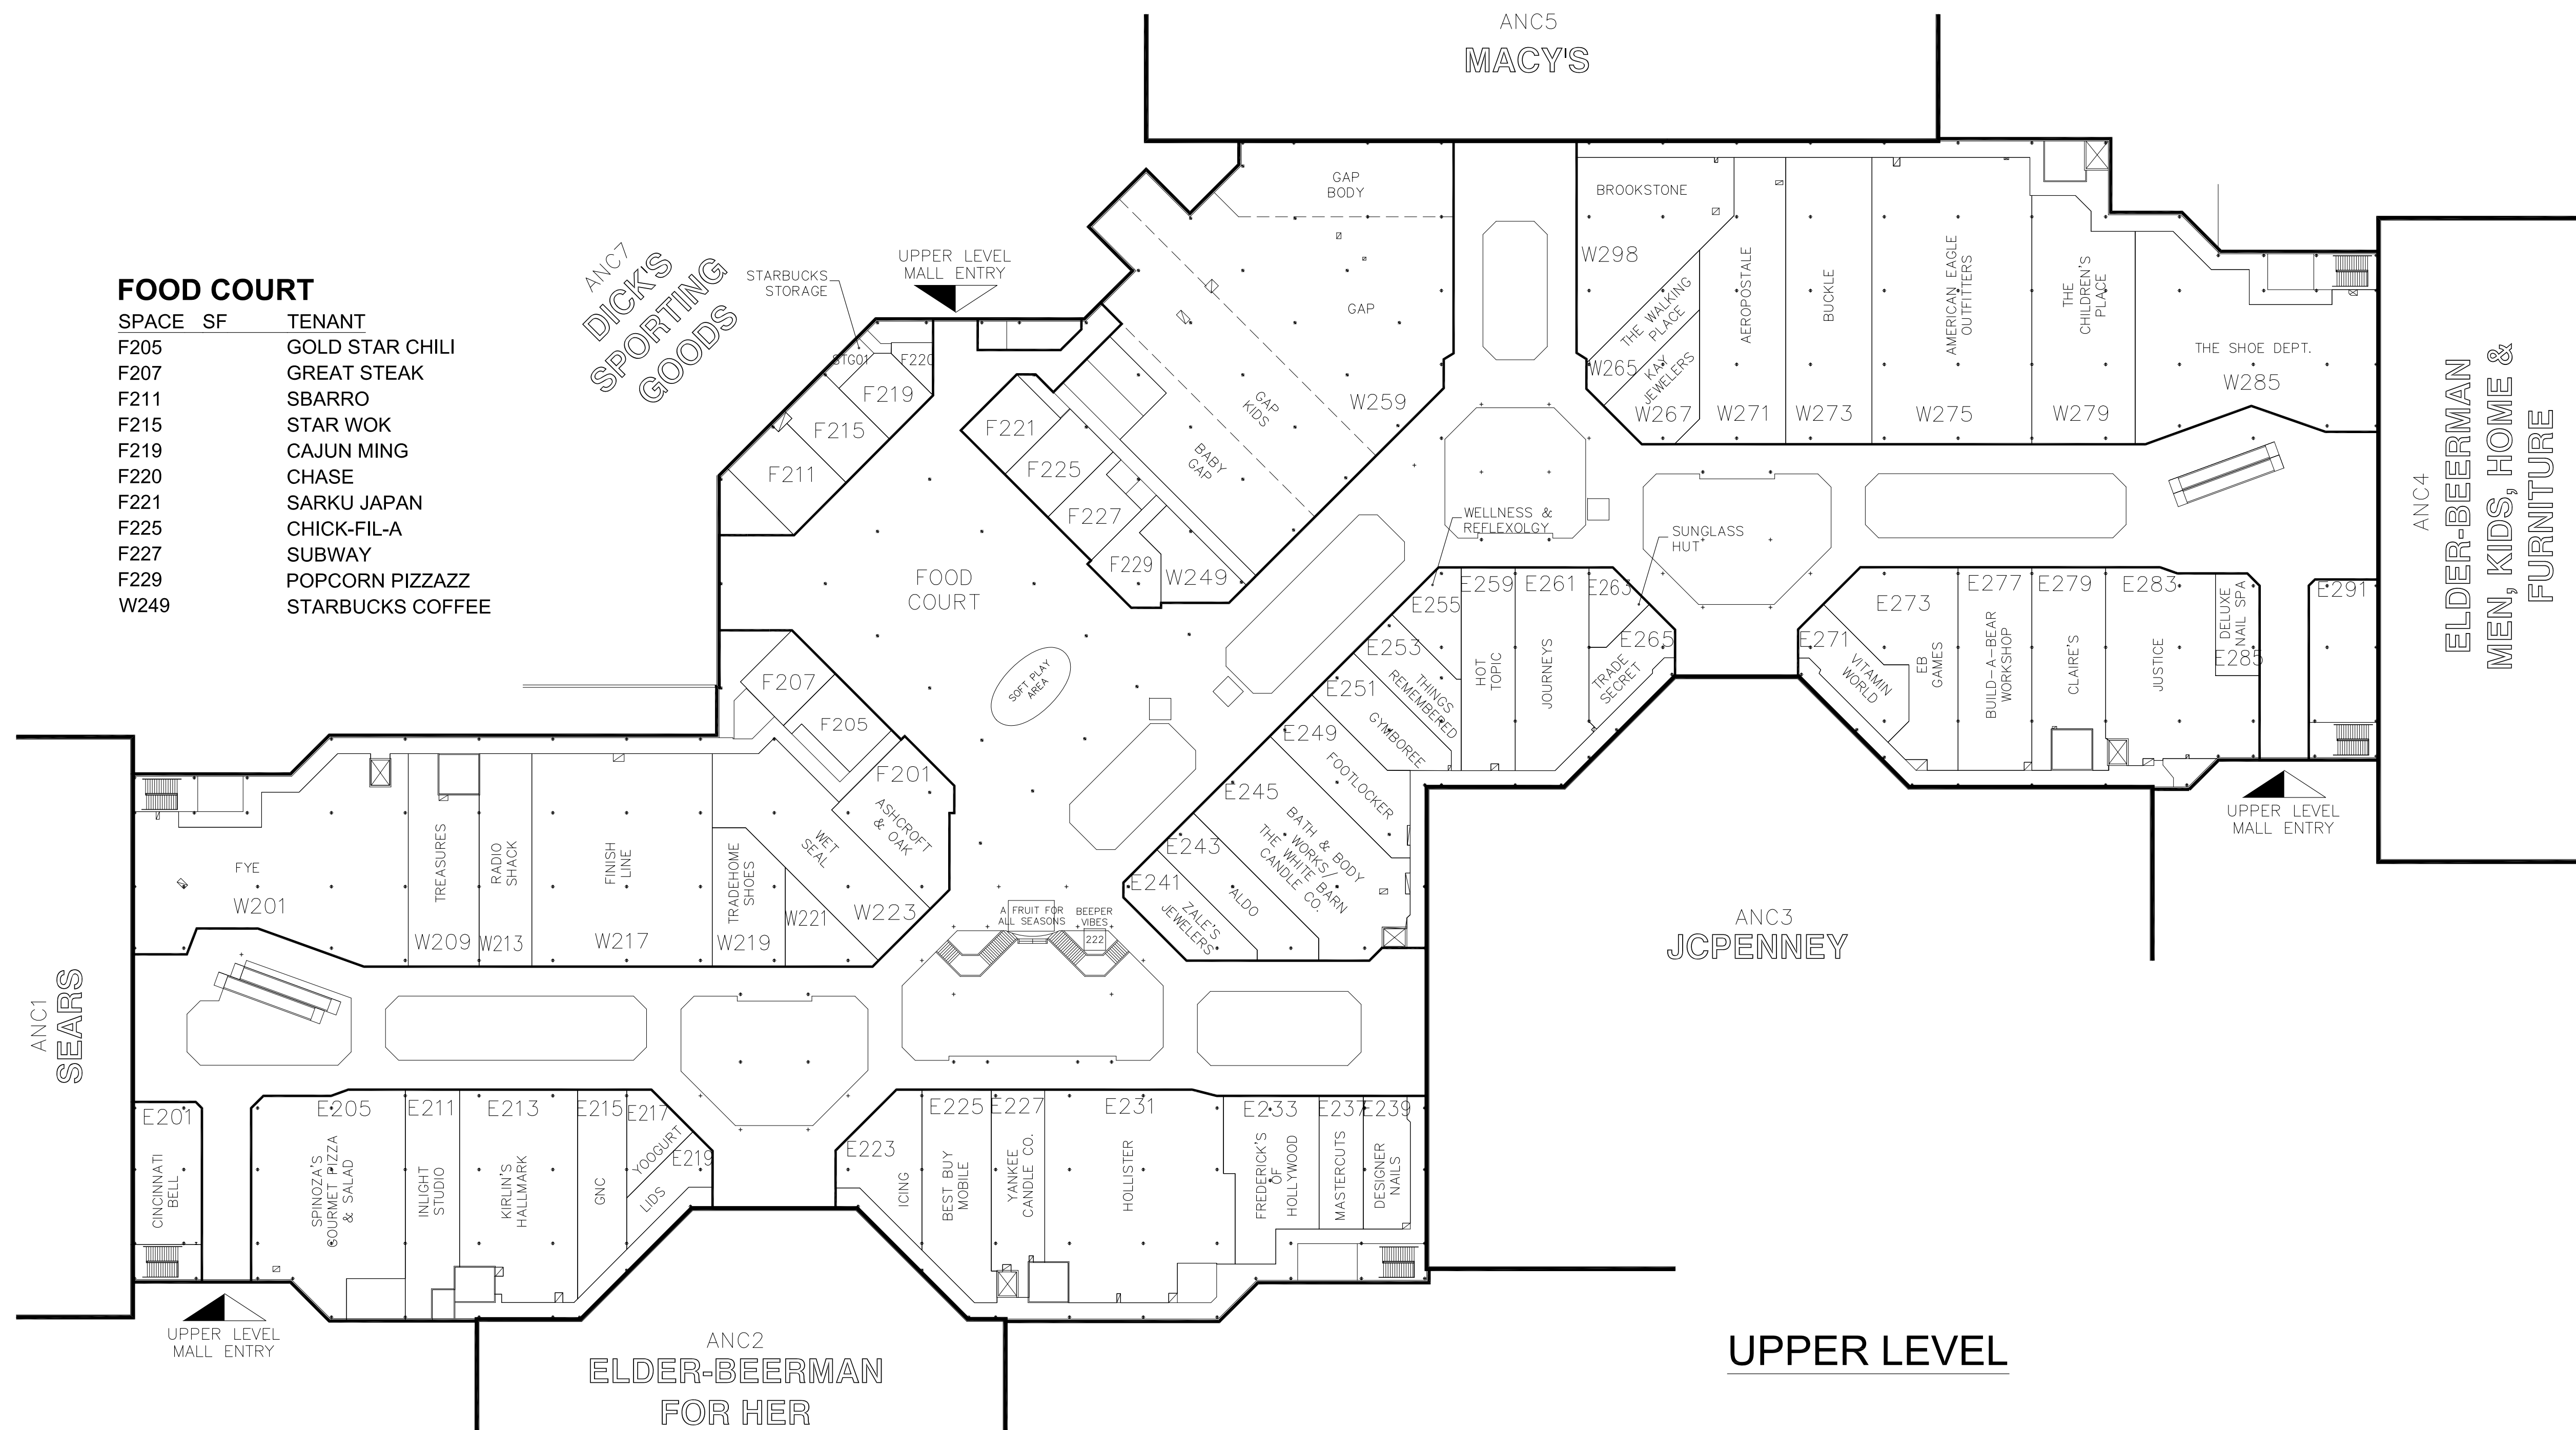 ANC5
MACY'S
ANC7
DICK'S
SPORTING
GOODS
UPPER LEVEL
MALL ENTRY
STARBUCKS
STORAGE
FOOD COURT
SPACE SF TENANT
F205 GOLD STAR CHILI
F207 GREAT STEAK
F211 SBARRO
F215 STAR WOK
F219 CAJUN MING
F220 CHASE
F221 SARKU JAPAN
F225 CHICK-FIL-A
F227 SUBWAY
F229 POPCORN PIZZAZZ
W249 STARBUCKS COFFEE
STG01
F220
F219
F215
F211
F221
F225
F227
F229
W249
GAP
BODY
GAP
GAP
KIDS
BABY
GAP
W259
BROOKSTONE
W298
THE WALKING
PLACE
W265
KAY
JEWELERS
W267
AEROPOSTALE
W271
BUCKLE
W273
AMERICAN EAGLE
OUTFITTERS
W275
THE
CHILDREN'S
PLACE
W279
THE SHOE DEPT.
W285
ANC4
ELDER-BEERMAN
MEN, KIDS, HOME &
FURNITURE
FOOD
COURT
SOFT PLAY
AREA
WELLNESS &
REFLEXOLGY
SUNGLASS
HUT
E255
E259
HOT
TOPIC
E261
JOURNEYS
E263
E265
TRADE
SECRET
E253
THINGS
REMEMBERED
E251
GYMBOREE
E249
FOOTLOCKER
E245
BATH & BODY
WORKS/
THE WHITE BARN
CANDLE CO.
E243
ALDO
E241
ZALE'S
JEWELERS
E271
VITAMIN
WORLD
E273
EB
GAMES
E277
BUILD-A-BEAR
WORKSHOP
E279
CLAIRE'S
E283
JUSTICE
DELUXE
NAIL SPA
E285
E291
UPPER LEVEL
MALL ENTRY
F207
F205
F201
ASHCROFT
& OAK
FYE
W201
TREASURES
W209
RADIO
SHACK
W213
FINISH
LINE
W217
TRADEHOME
SHOES
W219
W221
WET
SEAL
W223
A FRUIT FOR
ALL SEASONS
BEEPER
VIBES
222
ANC3
JCPENNEY
ANC1
SEARS
E201
CINCINNATI
BELL
E205
SPINOZA'S
GOURMET PIZZA
& SALAD
E211
INLIGHT
STUDIO
E213
KIRLIN'S
HALLMARK
E215
GNC
E217
YOOGURT
E219
LIDS
E223
ICING
E225
BEST BUY
MOBILE
E227
YANKEE
CANDLE CO.
E231
HOLLISTER
E233
FREDERICK'S
OF
HOLLYWOOD
E237
MASTERCUTS
E239
DESIGNER
NAILS
UPPER LEVEL
MALL ENTRY
ANC2
ELDER-BEERMAN
FOR HER
UPPER LEVEL